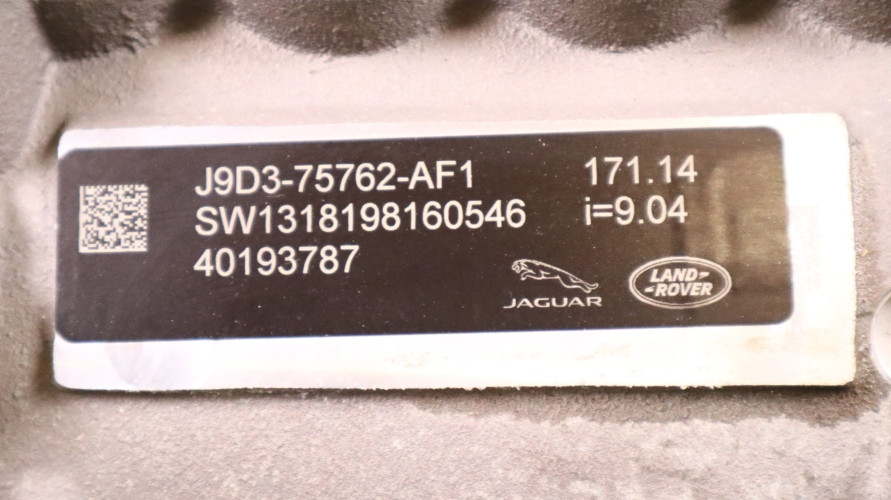 J9D3-75762-AF1
SW1318198160546
40193787
171.14
i=9.04
JAGUAR
LAND-
-ROVER